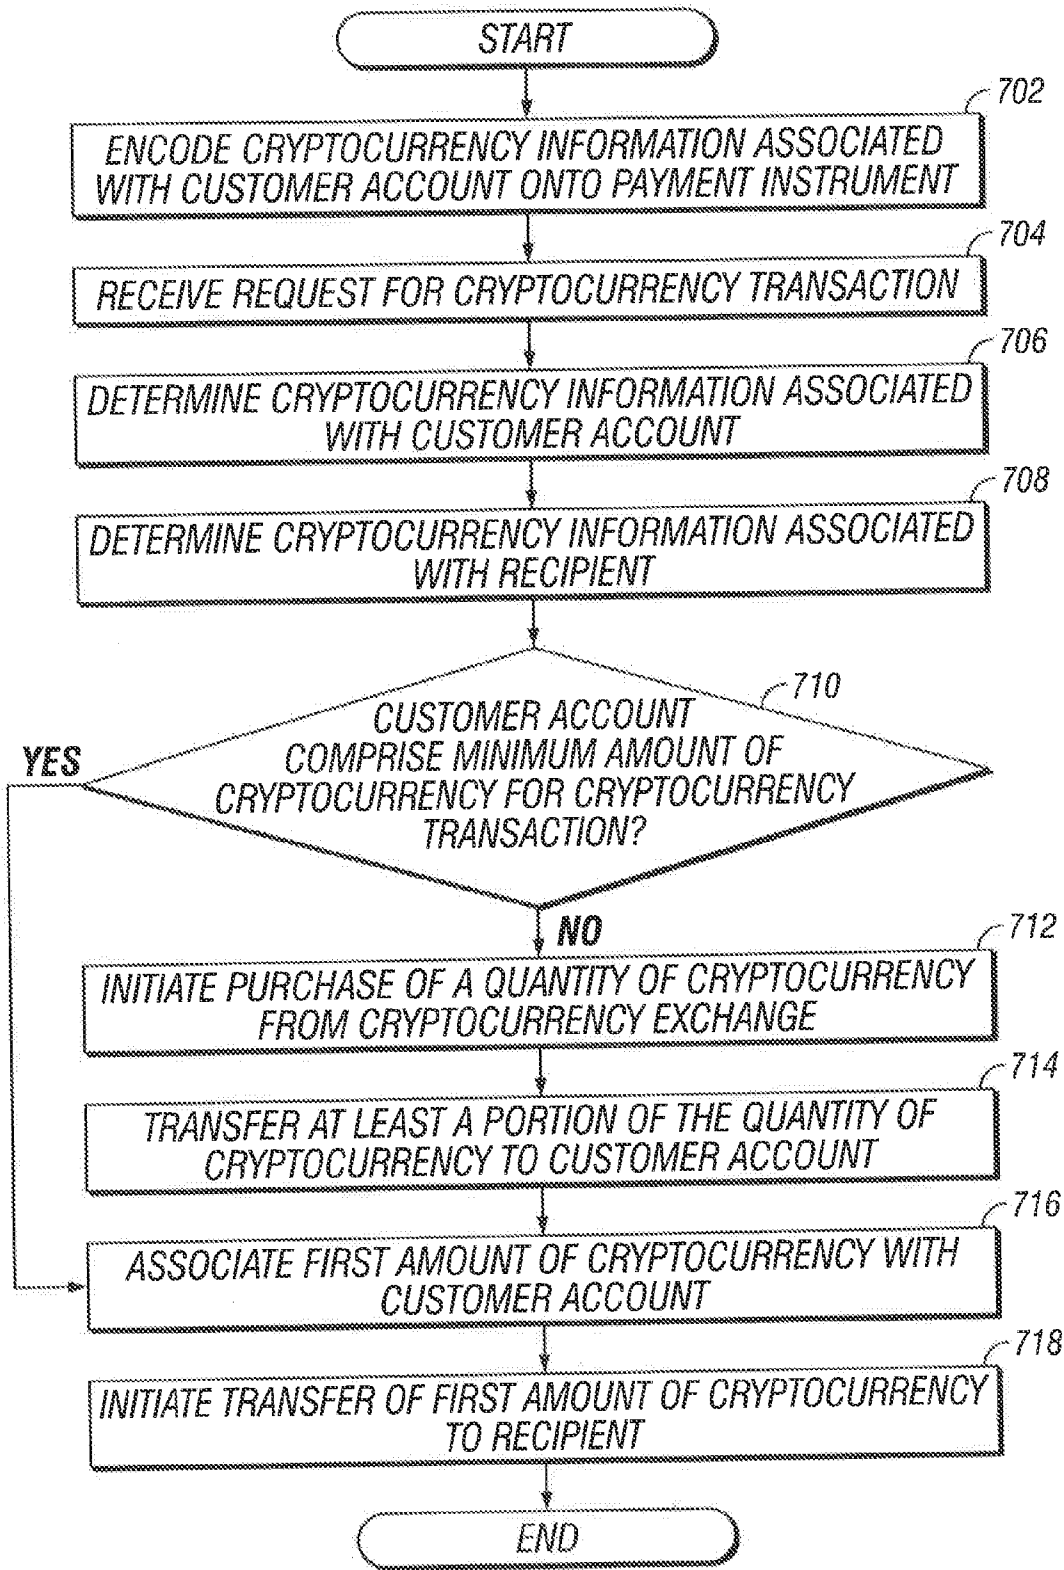 START
702
ENCODE CRYPTOCURRENCY INFORMATION ASSOCIATED
WITH CUSTOMER ACCOUNT ONTO PAYMENT INSTRUMENT
704
RECEIVE REQUEST FOR CRYPTOCURRENCY TRANSACTION
706
DETERMINE CRYPTOCURRENCY INFORMATION ASSOCIATED
WITH CUSTOMER ACCOUNT
708
DETERMINE CRYPTOCURRENCY INFORMATION ASSOCIATED
WITH RECIPIENT
710
CUSTOMER ACCOUNT
COMPRISE MINIMUM AMOUNT OF
CRYPTOCURRENCY FOR CRYPTOCURRENCY
TRANSACTION?
YES
NO
712
INITIATE PURCHASE OF A QUANTITY OF CRYPTOCURRENCY
FROM CRYPTOCURRENCY EXCHANGE
714
TRANSFER AT LEAST A PORTION OF THE QUANTITY OF
CRYPTOCURRENCY TO CUSTOMER ACCOUNT
716
ASSOCIATE FIRST AMOUNT OF CRYPTOCURRENCY WITH
CUSTOMER ACCOUNT
718
INITIATE TRANSFER OF FIRST AMOUNT OF CRYPTOCURRENCY
TO RECIPIENT
END